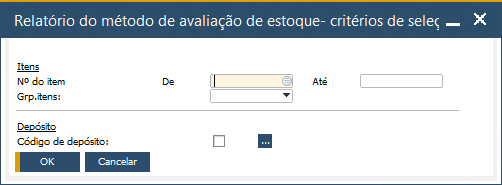 Relatório do método de avaliação de estoque- critérios de seleç
Itens
Nº do item De Até
Grp.itens:
Depósito
Código de depósito: ...
OK Cancelar